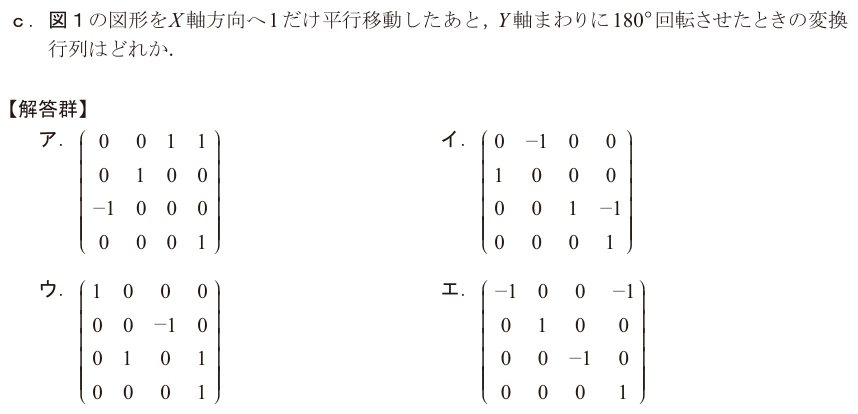 c．図1の図形をX軸方向へ1だけ平行移動したあと，Y軸まわりに180°回転させたときの変換
行列はどれか．
【解答群】
ア．
0 0 1 1
0 1 0 0
−1 0 0 0
0 0 0 1
イ．
0 −1 0 0
1 0 0 0
0 0 1 −1
0 0 0 1
ウ．
1 0 0 0
0 0 −1 0
0 1 0 1
0 0 0 1
エ．
−1 0 0 −1
0 1 0 0
0 0 −1 0
0 0 0 1